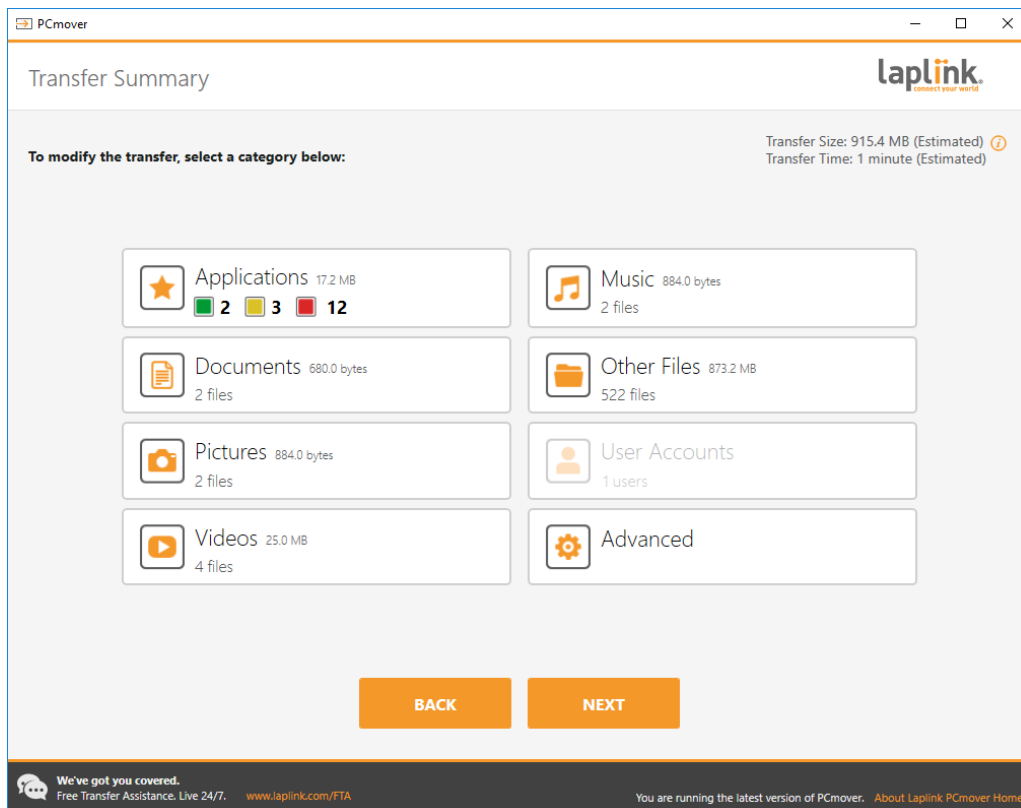 PCmover
Transfer Summary
laplink.
connect your world
To modify the transfer, select a category below:
Transfer Size: 915.4 MB (Estimated)
Transfer Time: 1 minute (Estimated)
Applications 17.2 MB
2 3 12
Music 884.0 bytes
2 files
Documents 680.0 bytes
2 files
Other Files 873.2 MB
522 files
Pictures 884.0 bytes
2 files
User Accounts
1 users
Videos 25.0 MB
4 files
Advanced
BACK
NEXT
We've got you covered.
Free Transfer Assistance. Live 24/7. www.laplink.com/FTA
You are running the latest version of PCmover. About Laplink PCmover Home